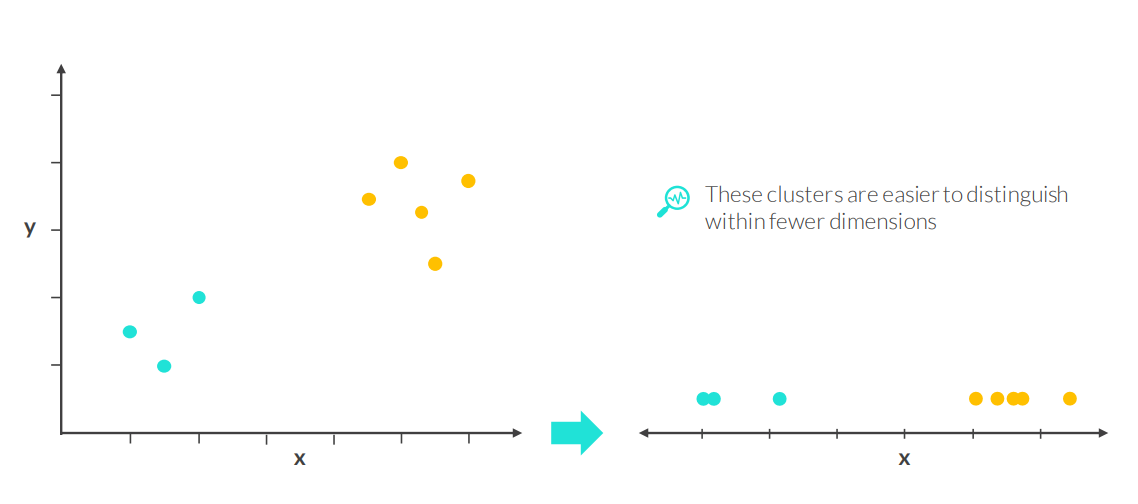 y
x
These clusters are easier to distinguish
within fewer dimensions
x